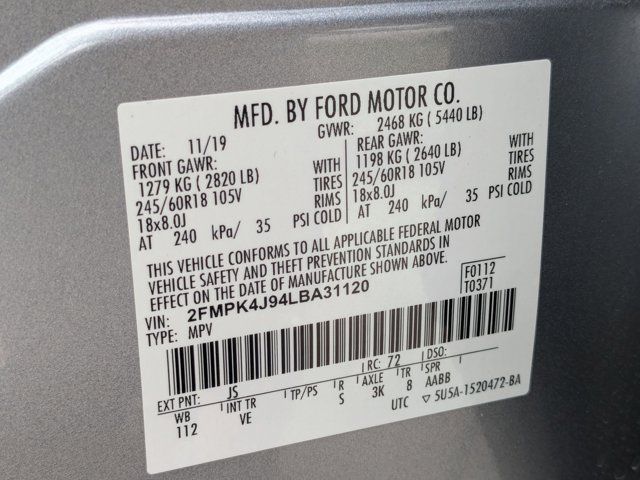 MFD. BY FORD MOTOR CO.
DATE: 11/19 GVWR: 2468 KG ( 5440 LB)
FRONT GAWR: REAR GAWR:
1279 KG ( 2820 LB) WITH 1198 KG ( 2640 LB) WITH
245/60R18 105V TIRES 245/60R18 105V TIRES
18x8.0J RIMS 18x8.0J RIMS
AT 240 kPa/ 35 PSI COLD AT 240 kPa/ 35 PSI COLD
THIS VEHICLE CONFORMS TO ALL APPLICABLE FEDERAL MOTOR
VEHICLE SAFETY AND THEFT PREVENTION STANDARDS IN
EFFECT ON THE DATE OF MANUFACTURE SHOWN ABOVE.
F0112
VIN: 2FMPK4J94LBA31120
T0371
TYPE: MPV
RC: 72 DSO:
EXT PNT: JS
WB INT TR TP/PS R AXLE TR SPR
112 VE S 3K 8 AABB
UTC ▽ 5U5A-1520472-BA